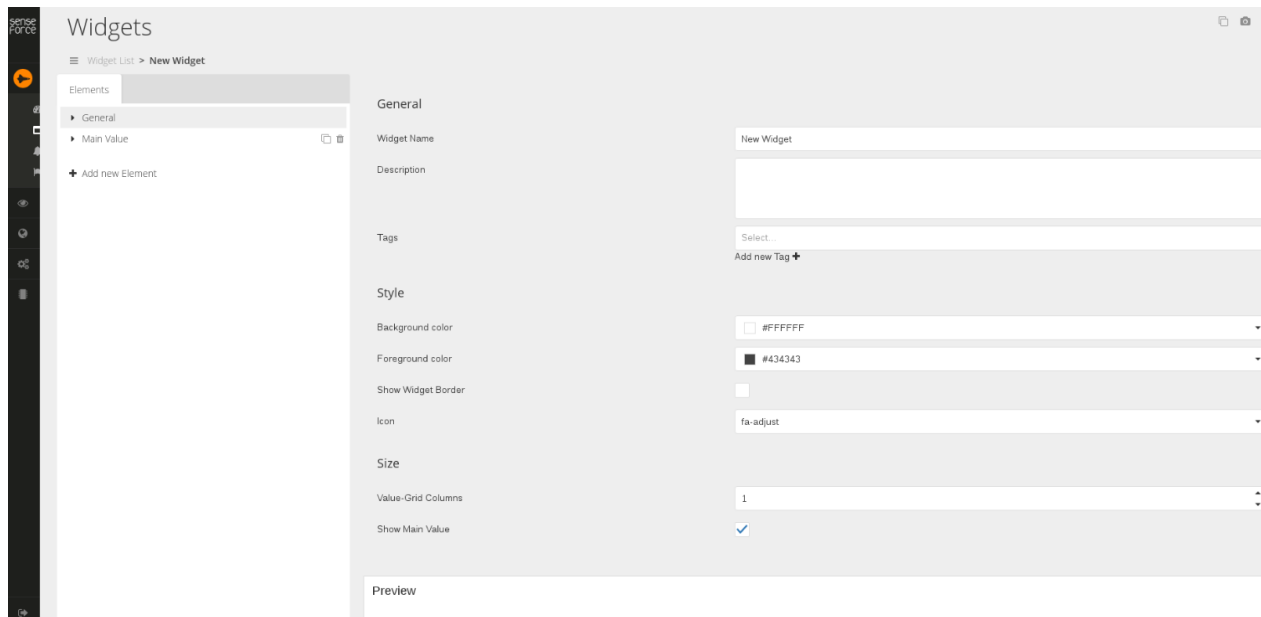 sense
Force
Widgets
Widget List > New Widget
Elements
General
Main Value
Add new Element
General
Widget Name
New Widget
Description
Tags
Select...
Add new Tag
Style
Background color
#FFFFFF
Foreground color
#434343
Show Widget Border
Icon
fa-adjust
Size
Value-Grid Columns
1
Show Main Value
Preview